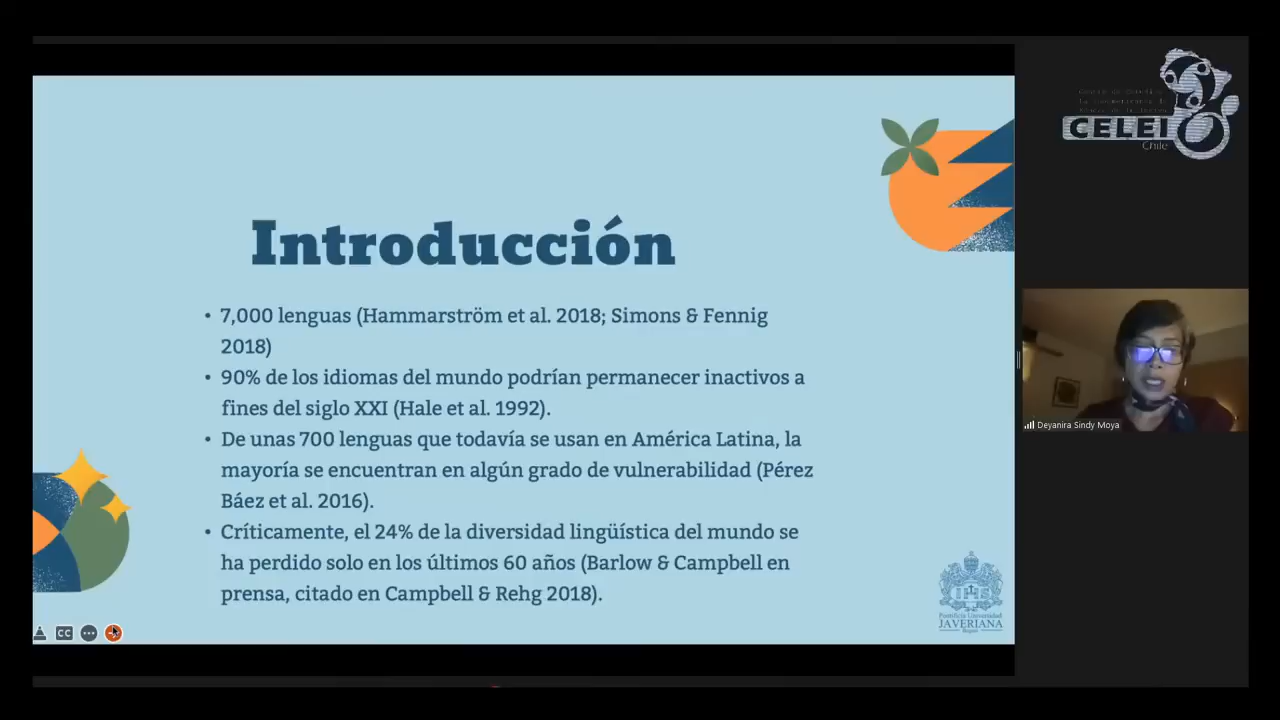 CELEI
Chile
Introducción
• 7,000 lenguas (Hammarström et al. 2018; Simons & Fennig
2018)
• 90% de los idiomas del mundo podrían permanecer inactivos a
fines del siglo XXI (Hale et al. 1992).
• De unas 700 lenguas que todavía se usan en América Latina, la
mayoría se encuentran en algún grado de vulnerabilidad (Pérez
Báez et al. 2016).
• Críticamente, el 24% de la diversidad lingüística del mundo se
ha perdido solo en los últimos 60 años (Barlow & Campbell en
prensa, citado en Campbell & Rehg 2018).
Deyanira Sindy Moya
IHS
Pontificia Universidad
JAVERIANA
Bogotá
CC